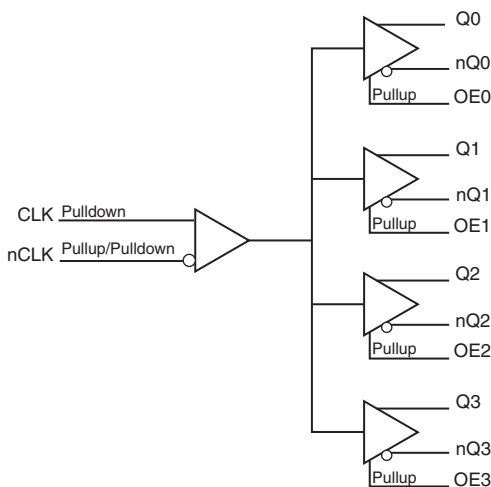 Q0
nQ0
Pullup OE0
Q1
nQ1
Pullup OE1
CLK Pulldown
nCLK Pullup/Pulldown
Q2
nQ2
Pullup OE2
Q3
nQ3
Pullup OE3